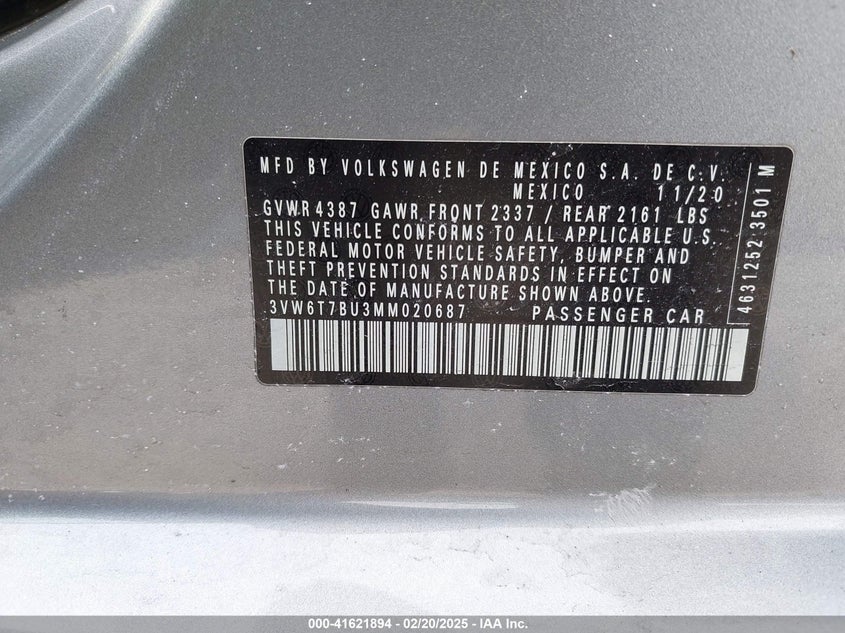 MFD BY VOLKSWAGEN DE MEXICO S.A. DE C.V.
MEXICO 11/20
GVWR 4387 GAWR FRONT 2337 / REAR 2161 LBS
THIS VEHICLE CONFORMS TO ALL APPLICABLE U.S.
FEDERAL MOTOR VEHICLE SAFETY, BUMPER AND
THEFT PREVENTION STANDARDS IN EFFECT ON
THE DATE OF MANUFACTURE SHOWN ABOVE.
3VW6T7BU3MM020687 PASSENGER CAR
4631252 3501 M
000-41621894 - 02/20/2025 - IAA Inc.